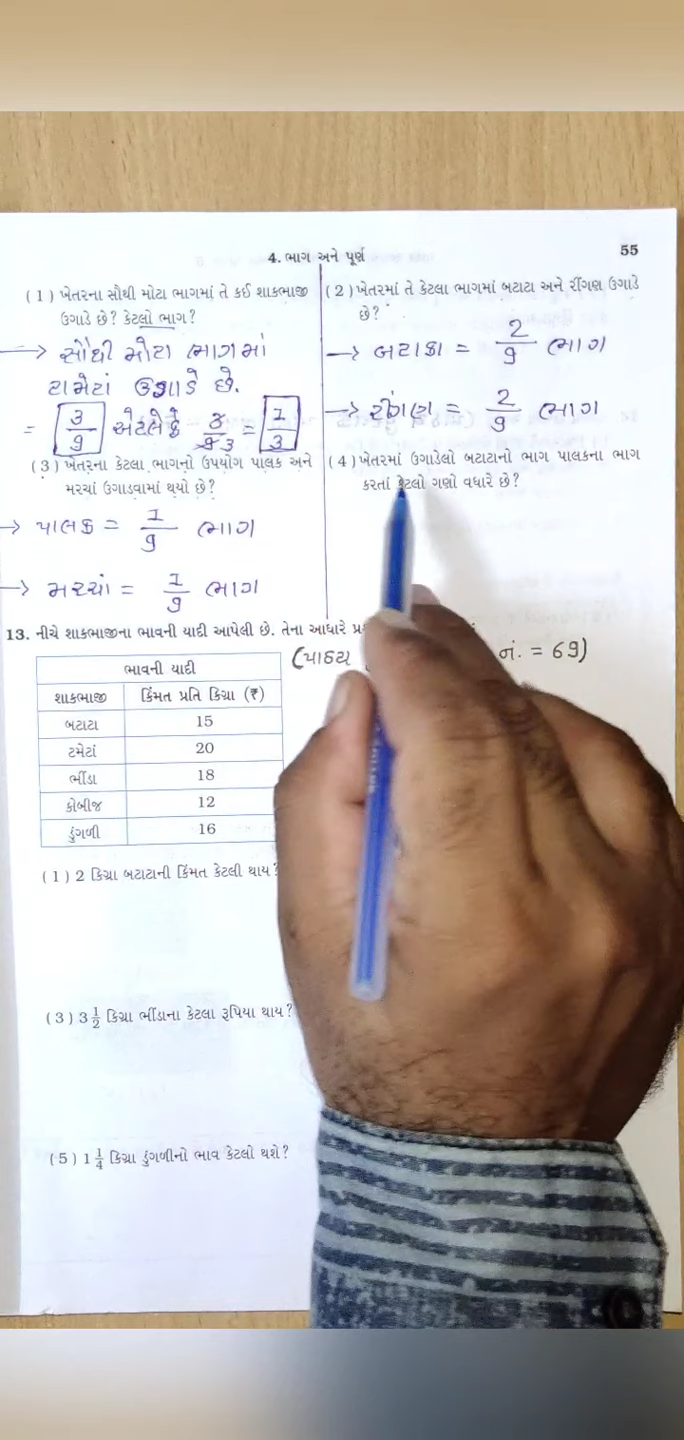 4. ભાગ અને પૂર્ણ
55
(1) ખેતરના સૌથી મોટા ભાગમાં તે કઈ શાકભાજી
ઉગાડે છે? કેટલો ભાગ?
→ સૌથી મોટા ભાગમાં
ટામેટાં ઉગાડે છે.
= 3/9 એટલેકે 3/9 3 = 1/3
(2) ખેતરમાં તે કેટલા ભાગમાં બટાટા અને રીંગણ ઉગાડે
છે?
→ બટાકા = 2/9 ભાગ
→ રીંગણ = 2/9 ભાગ
(3) ખેતરના કેટલા ભાગનો ઉપયોગ પાલક અને
મરચાં ઉગાડવામાં થયો છે?
→ પાલક = 1/9 ભાગ
→ મરચાં = 1/9 ભાગ
(4) ખેતરમાં ઉગાડેલો બટાટાનો ભાગ પાલકના ભાગ
કરતાં કેટલો ગણો વધારે છે?
13. નીચે શાકભાજીના ભાવની યાદી આપેલી છે. તેના આધારે
(પાઠય નં. = 69)
ભાવની યાદી
શાકભાજી કિંમત પ્રતિ કિગ્રા (₹)
બટાટા 15
ટમેટાં 20
ભીંડા 18
કોબીજ 12
ડુંગળી 16
(1) 2 કિગ્રા બટાટાની કિંમત કેટલી થાય?
(3) 3 1/2 કિગ્રા ભીંડાના કેટલા રૂપિયા થાય?
(5) 1 1/4 કિગ્રા ડુંગળીનો ભાવ કેટલો થશે?